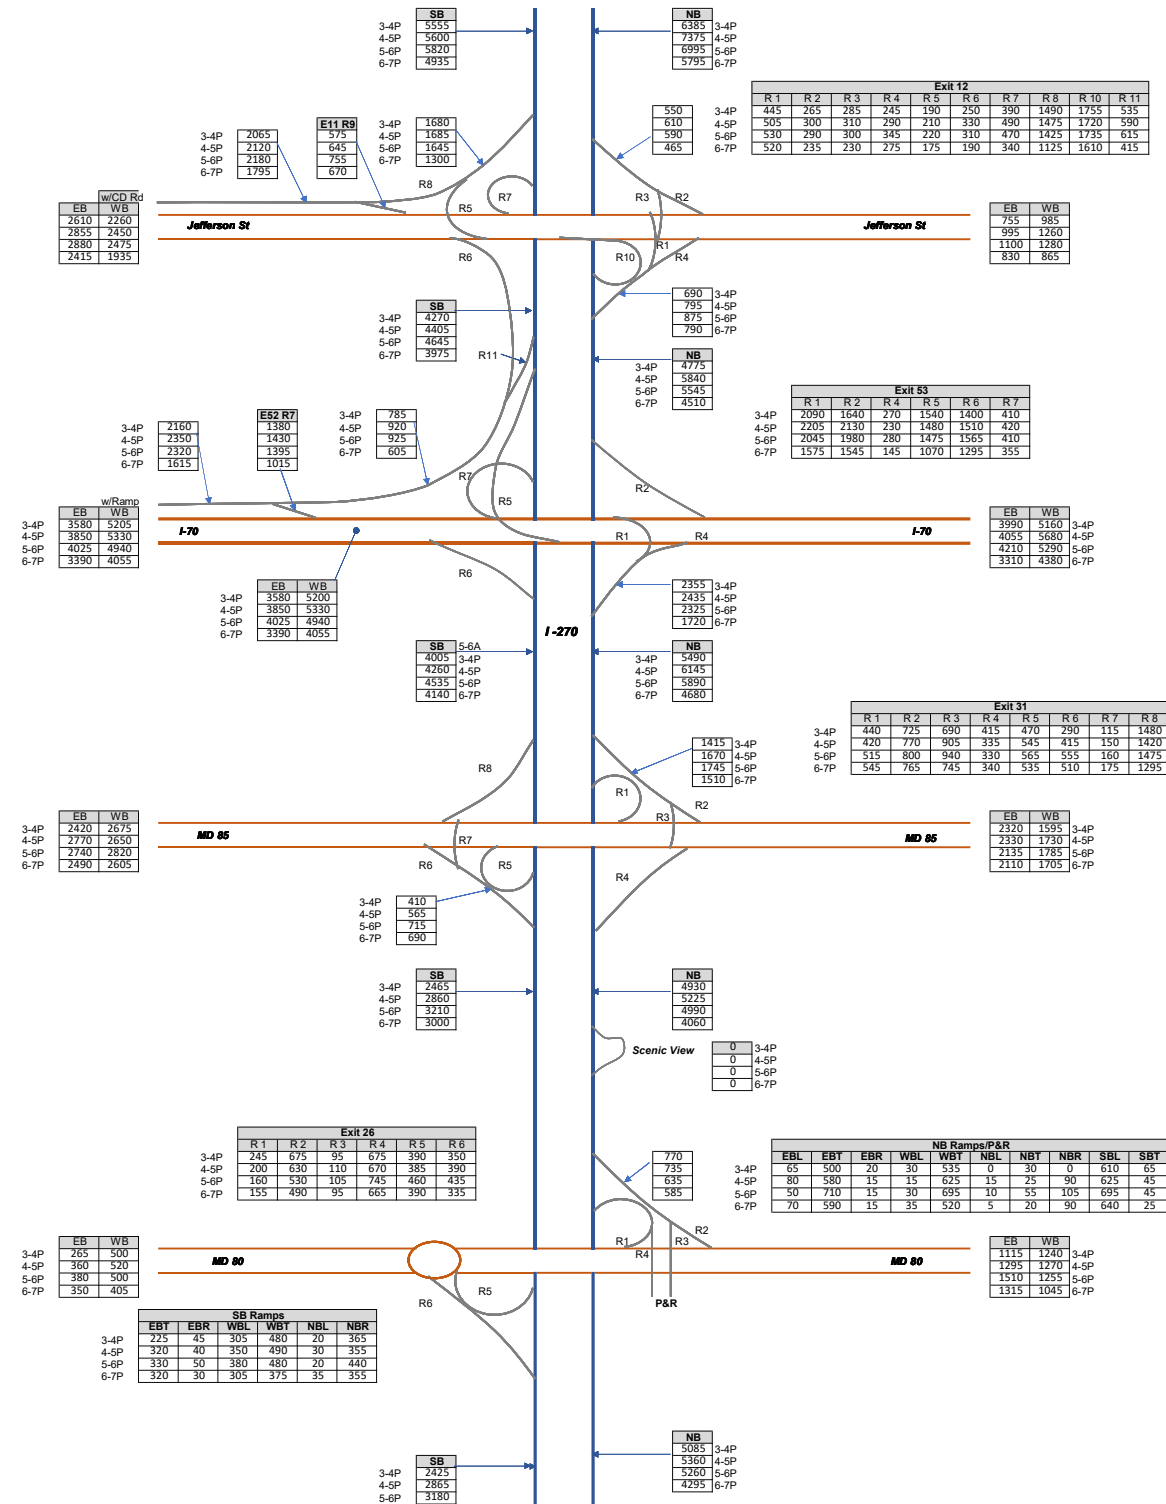 SB
3-4P 5555
4-5P 5600
5-6P 5820
6-7P 4935
NB
6385 3-4P
7375 4-5P
6995 5-6P
5795 6-7P
Exit 12
R 1 R 2 R 3 R 4 R 5 R 6 R 7 R 8 R 10 R 11
3-4P 445 265 285 245 190 250 390 1490 1755 535
4-5P 505 300 310 290 210 330 490 1475 1720 590
5-6P 530 290 300 345 220 310 470 1425 1735 615
6-7P 520 235 230 275 175 190 340 1125 1610 415
550
610
590
465
3-4P 1680
4-5P 1685
5-6P 1645
6-7P 1300
E11 R9
575
645
755
670
3-4P 2065
4-5P 2120
5-6P 2180
6-7P 1795
R8
R7
R5
R3
R2
w/CD Rd
EB WB
2610 2260
2855 2450
2880 2475
2415 1935
Jefferson St
Jefferson St
EB WB
755 985
995 1260
1100 1280
830 865
R6
R10
R1
R4
690 3-4P
795 4-5P
875 5-6P
790 6-7P
SB
3-4P 4270
4-5P 4405
5-6P 4645
6-7P 3975
R11
NB
3-4P 4775
4-5P 5840
5-6P 5545
6-7P 4510
Exit 53
R 1 R 2 R 3 R 4 R 5 R 6 R 7
3-4P 2090 1640 270 1540 1400 410
4-5P 2205 2130 230 1480 1510 420
5-6P 2045 1980 280 1475 1565 410
6-7P 1575 1545 145 1070 1295 355
3-4P 2160
4-5P 2350
5-6P 2320
6-7P 1615
E52 R7
1380
1430
1395
1015
3-4P 785
4-5P 920
5-6P 925
6-7P 605
R7
R5
R2
w/Ramp
EB WB
3-4P 3580 5205
4-5P 3850 5330
5-6P 4025 4940
6-7P 3390 4055
I-70
I-70
R1
R4
EB WB
3990 5160 3-4P
4055 5680 4-5P
4210 5290 5-6P
3310 4380 6-7P
R6
EB WB
3-4P 3580 5200
4-5P 3850 5330
5-6P 4025 4940
6-7P 3390 4055
2355 3-4P
2435 4-5P
2325 5-6P
1720 6-7P
I -270
SB 5-6A
4005 3-4P
4260 4-5P
4535 5-6P
4140 6-7P
NB
3-4P 5490
4-5P 6145
5-6P 5890
6-7P 4680
Exit 31
R 1 R 2 R 3 R 4 R 5 R 6 R 7 R 8
3-4P 440 725 690 415 470 290 115 1480
4-5P 420 770 905 335 545 415 150 1420
5-6P 515 800 940 330 565 555 160 1475
6-7P 545 765 745 340 535 510 175 1295
1415 3-4P
1670 4-5P
1745 5-6P
1510 6-7P
R8
R1
R2
R3
EB WB
3-4P 2420 2675
4-5P 2770 2650
5-6P 2740 2820
6-7P 2490 2605
MD 85
MD 85
EB WB
2320 1595 3-4P
2330 1730 4-5P
2135 1785 5-6P
2110 1705 6-7P
R7
R6
R5
R4
3-4P 410
4-5P 565
5-6P 715
6-7P 690
SB
3-4P 2465
4-5P 2860
5-6P 3210
6-7P 3000
NB
4930
5225
4990
4060
Scenic View
0 3-4P
0 4-5P
0 5-6P
0 6-7P
Exit 26
R 1 R 2 R 3 R 4 R 5 R 6
3-4P 245 675 95 675 390 350
4-5P 200 630 110 670 385 390
5-6P 160 530 105 745 460 435
6-7P 155 490 95 665 390 335
770
735
635
585
NB Ramps/P&R
EBL EBT EBR WBL WBT NBL NBT NBR SBL SBT
3-4P 65 500 20 30 535 0 30 0 610 65
4-5P 80 580 15 15 625 15 25 90 625 45
5-6P 50 710 15 30 695 10 55 105 695 45
6-7P 70 590 15 35 520 5 20 90 640 25
EB WB
3-4P 265 500
4-5P 360 520
5-6P 380 500
6-7P 350 405
MD 80
R1
R2
R3
R4
MD 80
EB WB
1115 1240 3-4P
1295 1270 4-5P
1510 1255 5-6P
1315 1045 6-7P
R6
R5
P&R
SB Ramps
EBT EBR WBL WBT NBL NBR
3-4P 225 45 305 480 20 365
4-5P 320 40 350 490 30 355
5-6P 330 50 380 480 20 440
6-7P 320 30 305 375 35 355
NB
5085 3-4P
5360 4-5P
5260 5-6P
4295 6-7P
SB
3-4P 2425
4-5P 2865
5-6P 3180